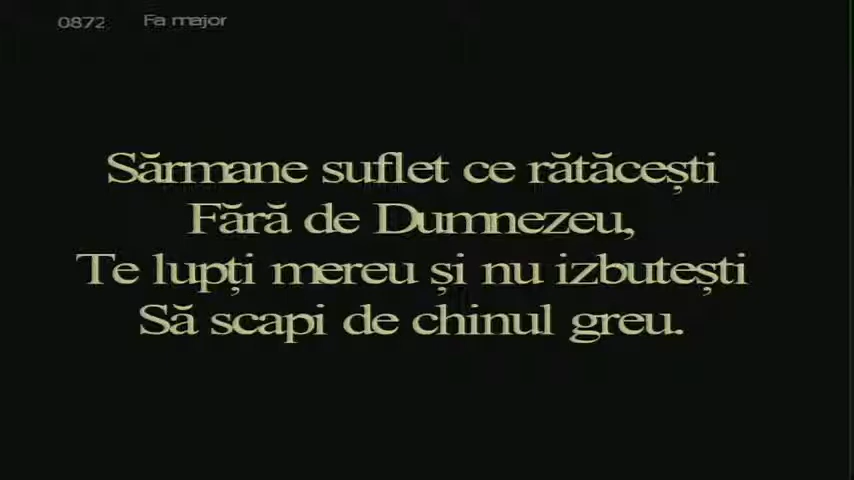 0872 Fa major
Sărmane suflet ce rătăcești
Fără de Dumnezeu,
Te lupți mereu și nu izbutești
Să scapi de chinul greu.